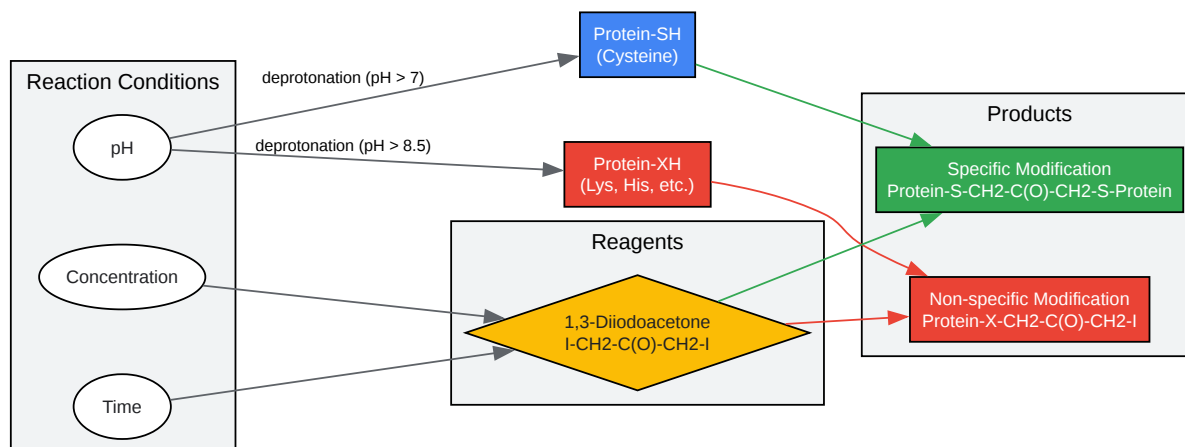 Reaction Conditions
pH
Concentration
Time
deprotonation (pH > 7)
deprotonation (pH > 8.5)
Protein-SH
(Cysteine)
Protein-XH
(Lys, His, etc.)
Reagents
1,3-Diiodoacetone
I-CH2-C(O)-CH2-I
Products
Specific Modification
Protein-S-CH2-C(O)-CH2-S-Protein
Non-specific Modification
Protein-X-CH2-C(O)-CH2-I